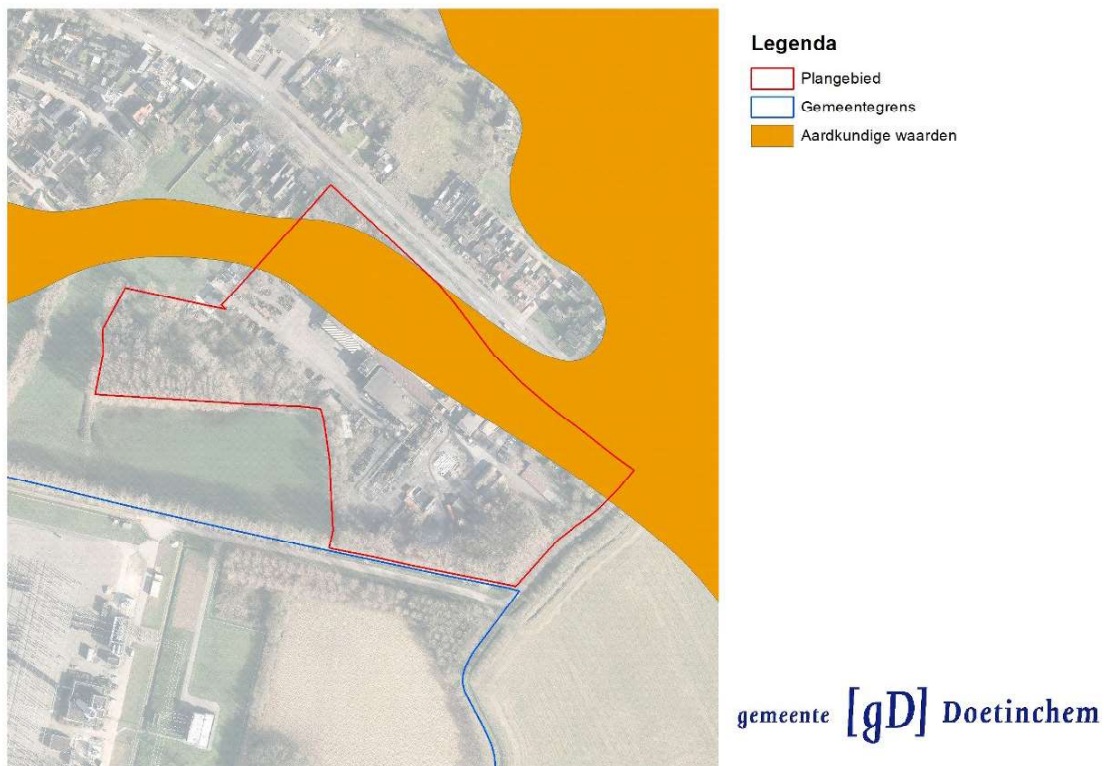 Legenda
Plangebied
Gemeentegrens
Aardkundige waarden
gemeente [gD] Doetinchem